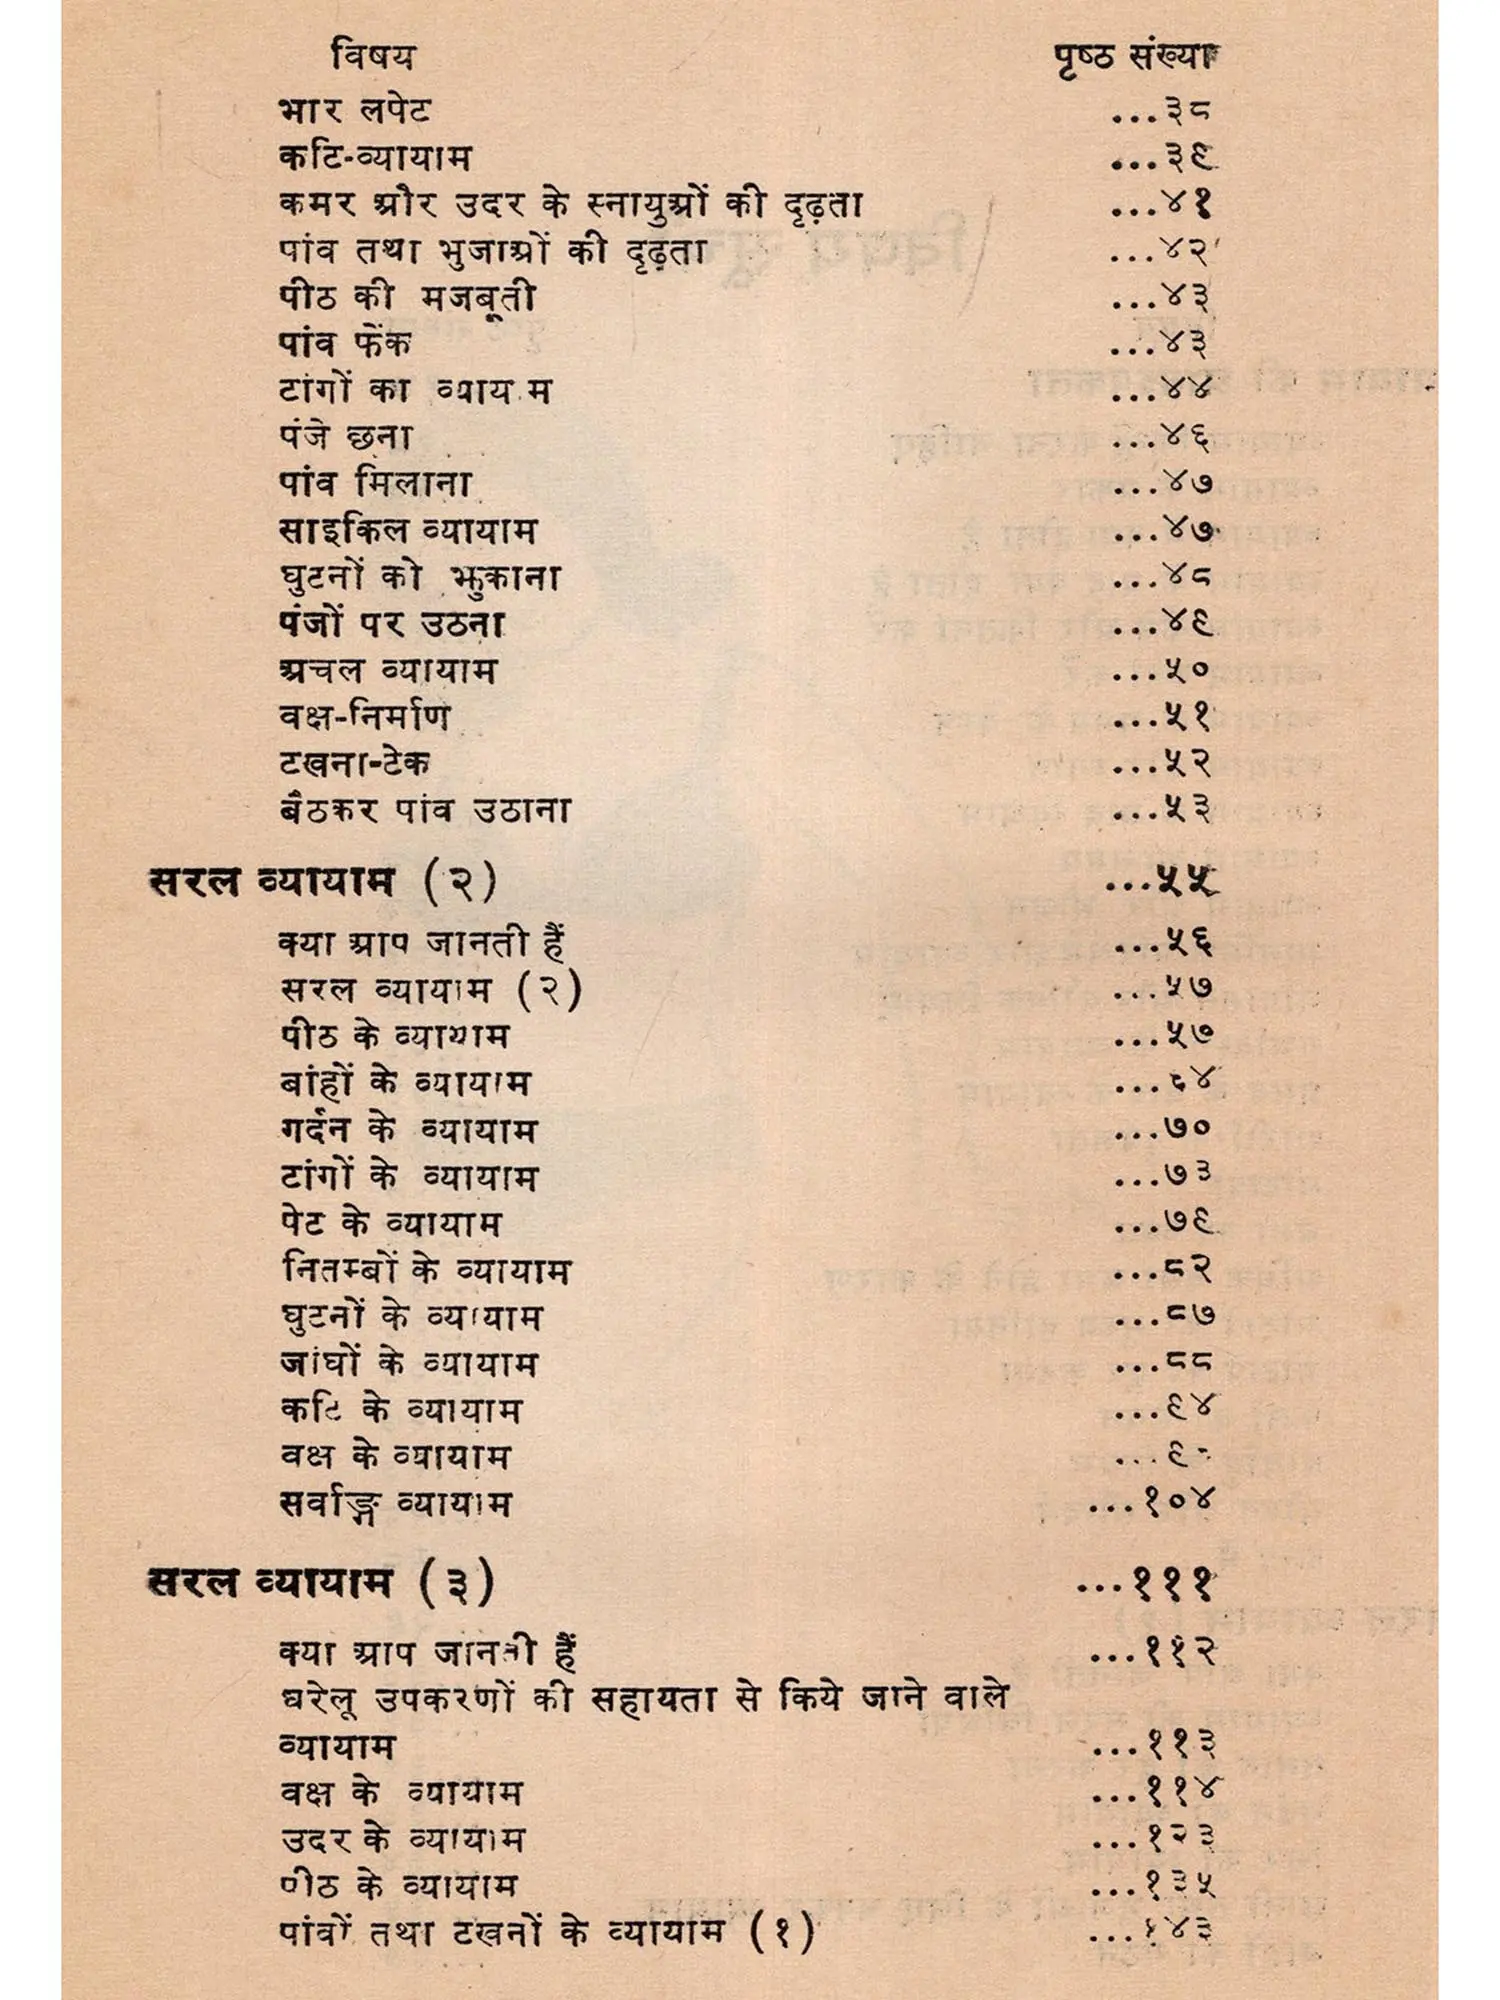 विषय पृष्ठ संख्या
भार लपेट ...३८
कटि-व्यायाम ...३९
कमर और उदर के स्नायुओं की दृढ़ता ...४१
पांव तथा भुजाओं की दृढ़ता ...४२
पीठ की मजबूती ...४३
पांव फेंक ...४३
टांगों का व्यायाम ...४४
पंजे छूना ...४६
पांव मिलाना ...४७
साइकिल व्यायाम ...४७
घुटनों को झुकाना ...४८
पंजों पर उठना ...४९
अचल व्यायाम ...५०
वक्ष-निर्माण ...५१
टखना-टेक ...५२
बैठकर पांव उठाना ...५३
सरल व्यायाम (२) ...५५
क्या आप जानती हैं ...५६
सरल व्यायाम (२) ...५७
पीठ के व्यायाम ...५७
बांहों के व्यायाम ...६४
गर्दन के व्यायाम ...७०
टांगों के व्यायाम ...७३
पेट के व्यायाम ...७९
नितम्बों के व्यायाम ...८२
घुटनों के व्यायाम ...८७
जांघों के व्यायाम ...८८
कटि के व्यायाम ...९४
वक्ष के व्यायाम
सर्वाङ्ग व्यायाम ...१०४
सरल व्यायाम (३) ...१११
क्या आप जानती हैं ...११२
घरेलू उपकरणों की सहायता से किये जाने वाले
व्यायाम ...११३
वक्ष के व्यायाम ...११४
उदर के व्यायाम ...१२३
पीठ के व्यायाम ...१३५
पांवों तथा टखनों के व्यायाम (१) ...१४३